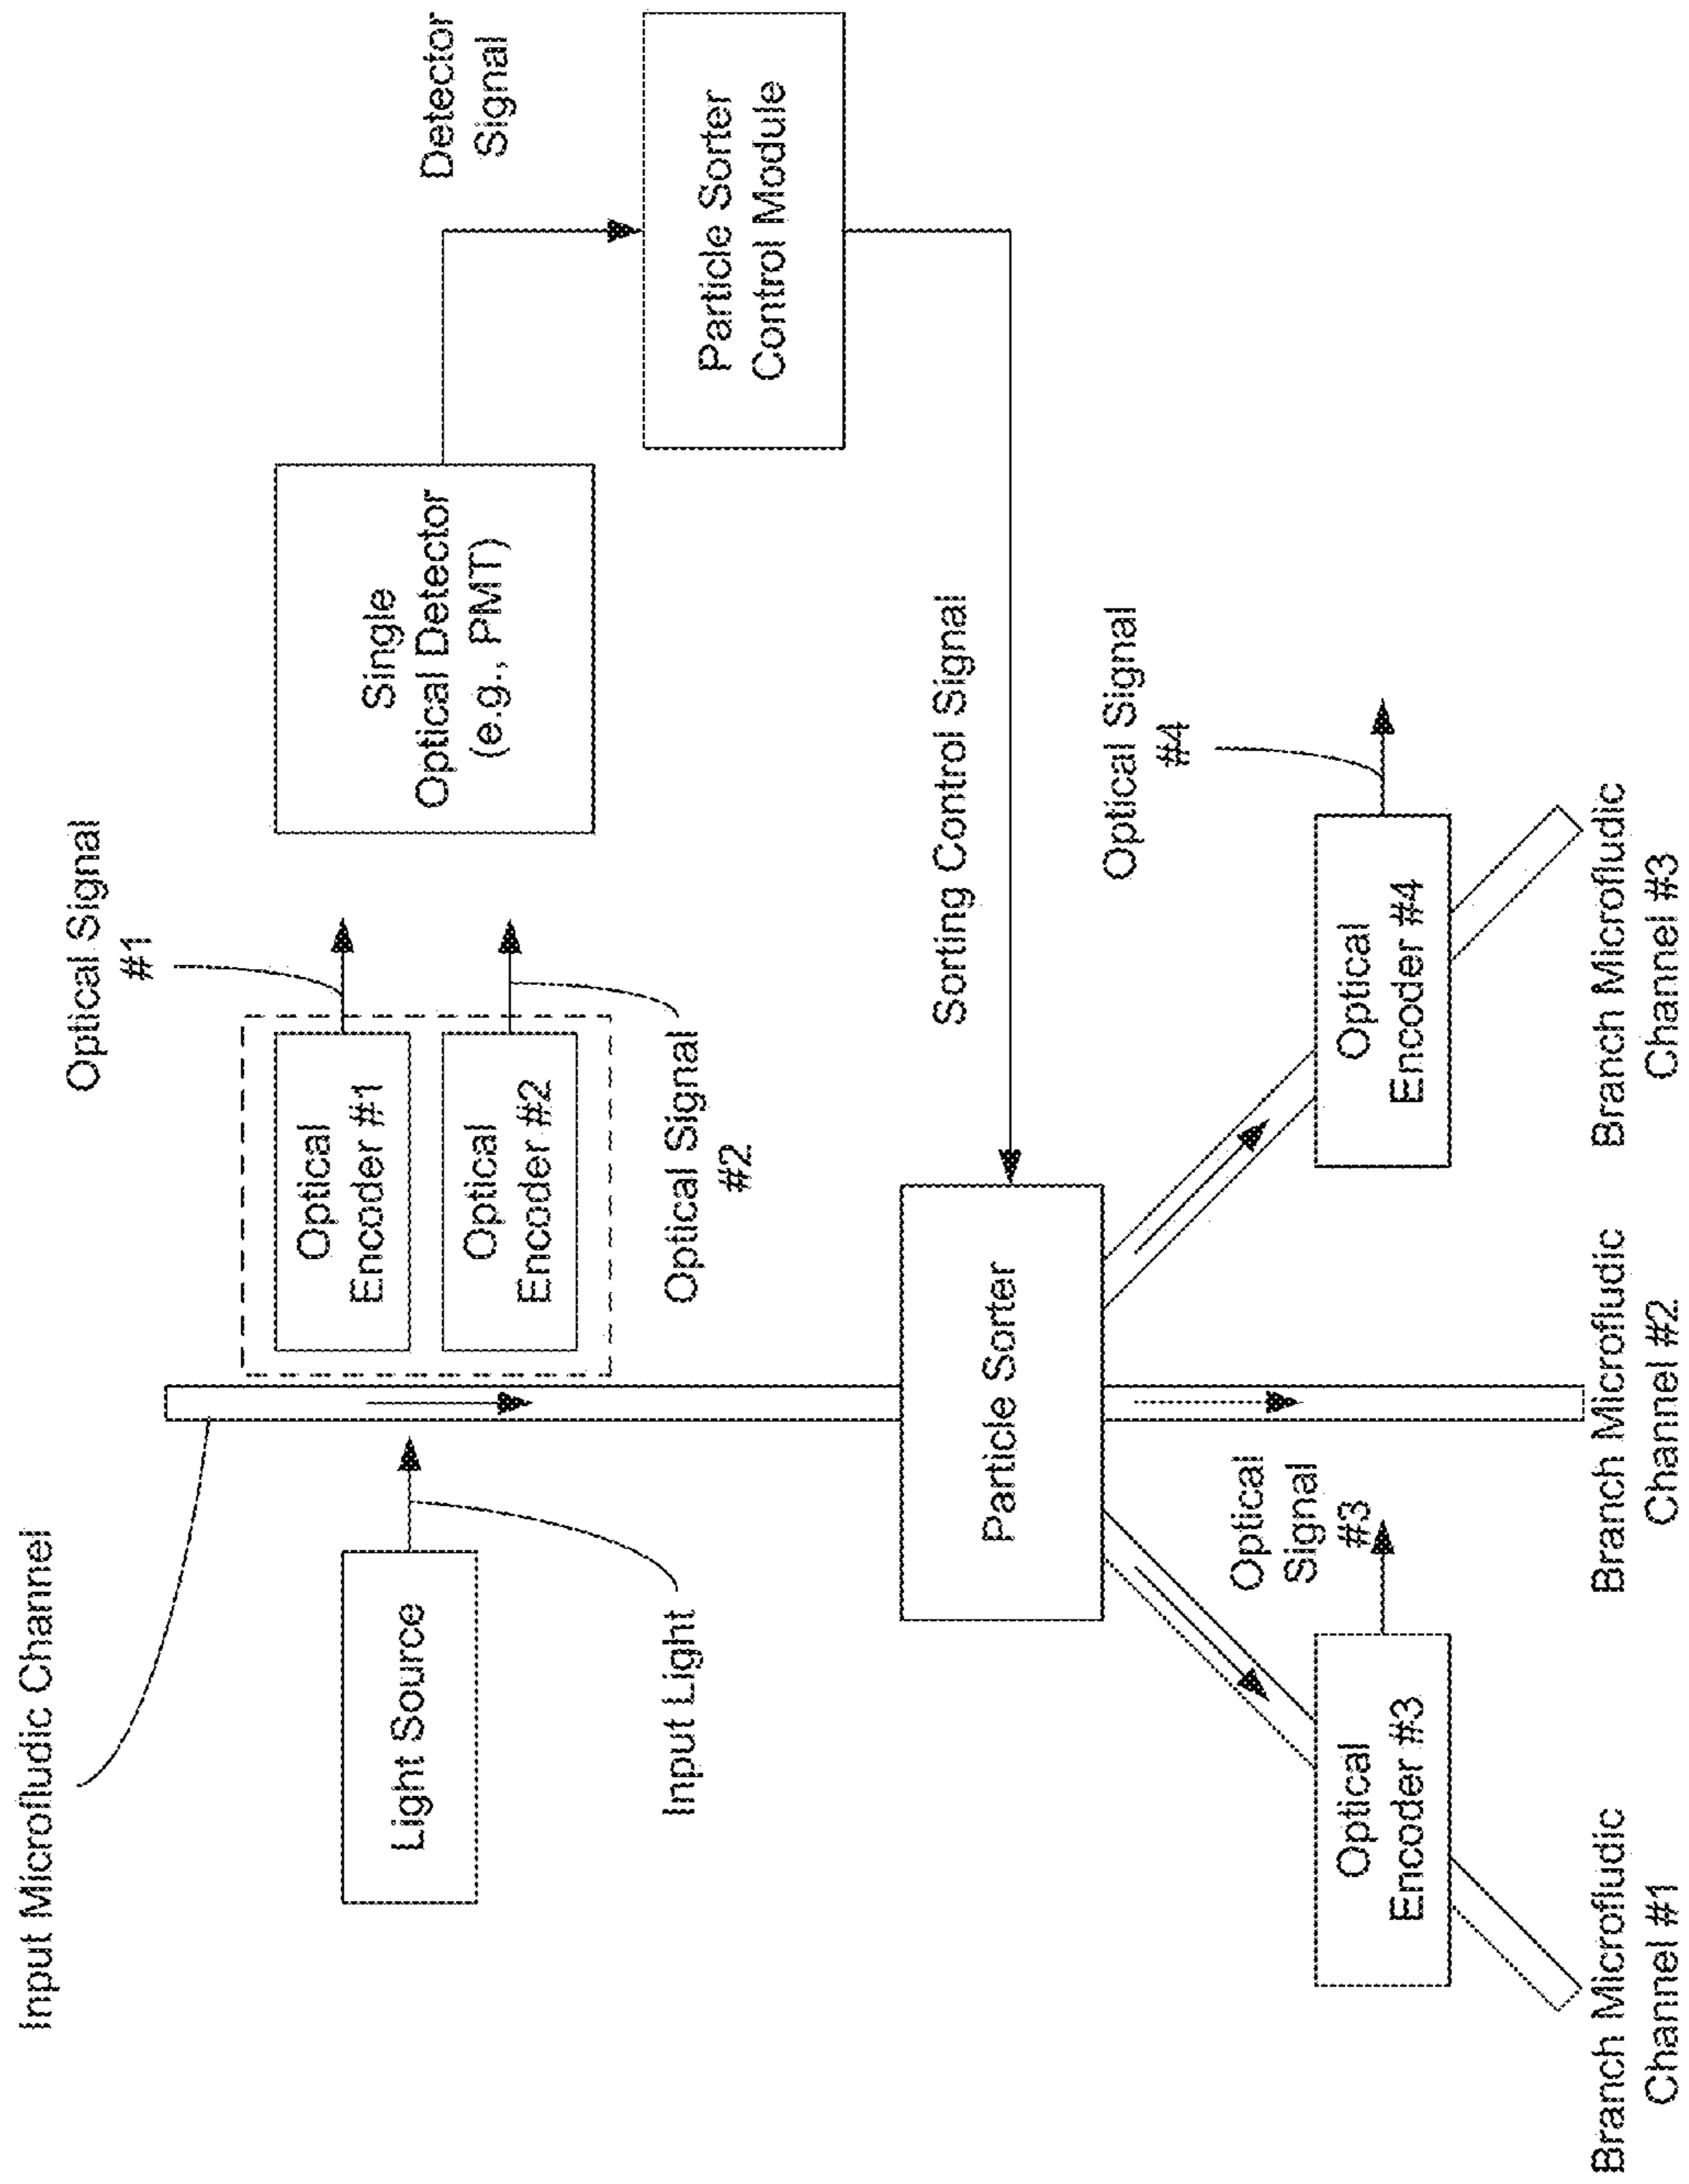 Input Microfludic Channel
Optical Signal
#1
Light Source
Optical
Encoder #1
Single
Optical Detector
(e.g., PMT)
Detector
Signal
Optical
Encoder #2
Input Light
Optical Signal
#2
Particle Sorter
Control Module
Sorting Control Signal
Particle Sorter
Optical Signal
#4
Optical
Signal
#3
Optical
Encoder #3
Optical
Encoder #4
Branch Microfludic
Channel #1
Branch Microfludic
Channel #2
Branch Microfludic
Channel #3